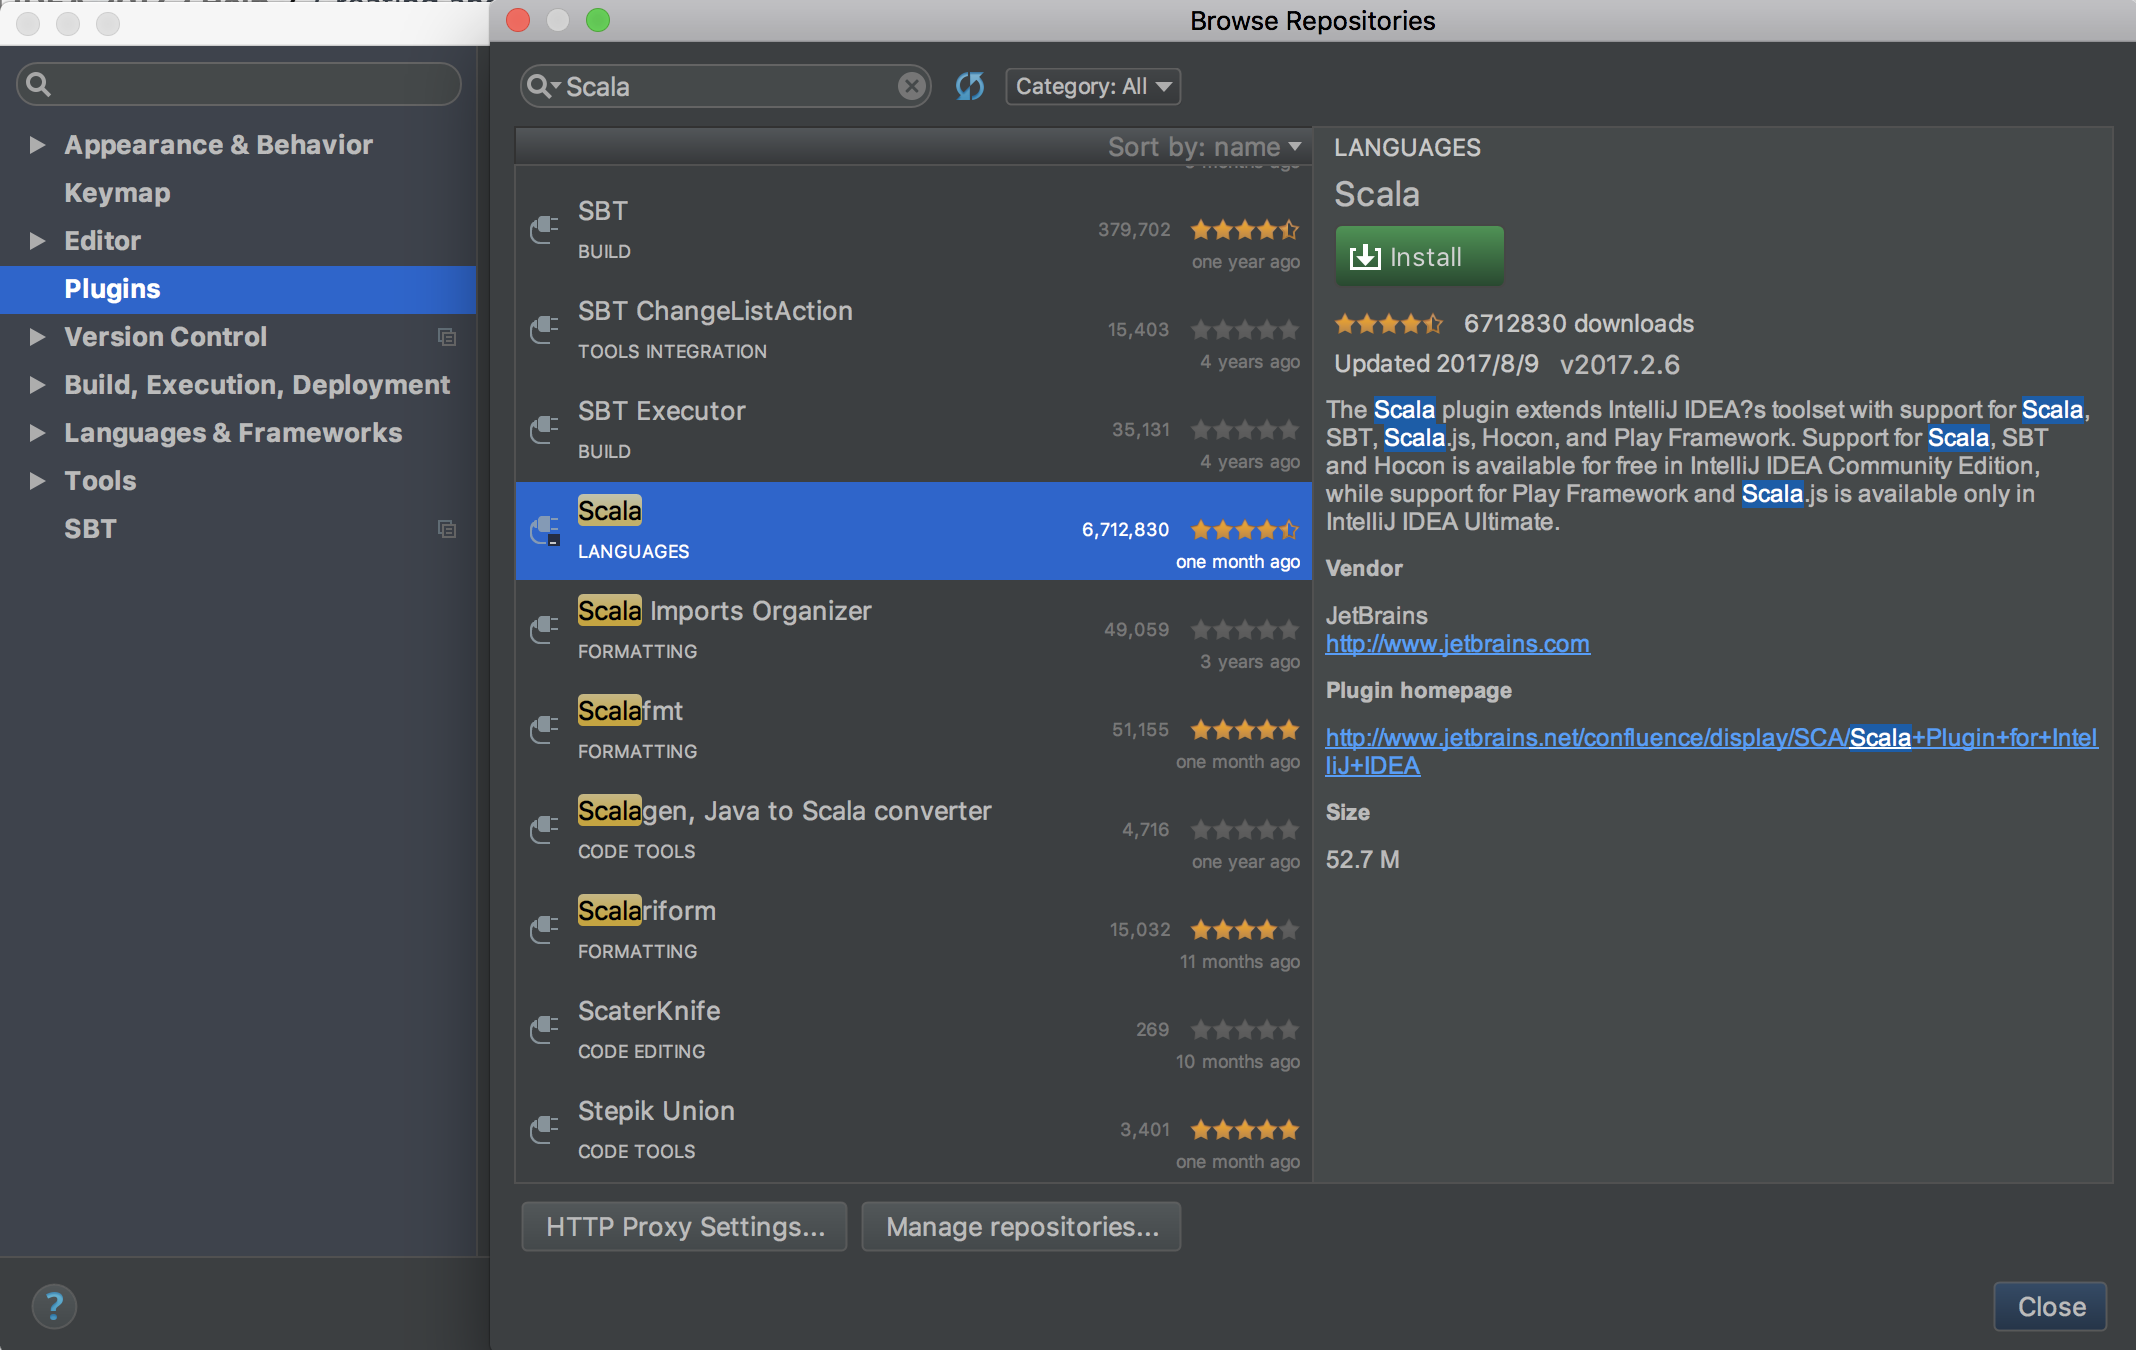 Browse Repositories
Appearance & Behavior
Keymap
Editor
Plugins
Version Control
Build, Execution, Deployment
Languages & Frameworks
Tools
SBT
?
Scala
Category: All
Sort by: name
SBT
379,702
BUILD
one year ago
SBT ChangeListAction
15,403
TOOLS INTEGRATION
4 years ago
SBT Executor
35,131
BUILD
4 years ago
Scala
6,712,830
LANGUAGES
one month ago
Scala Imports Organizer
49,059
FORMATTING
3 years ago
Scalafmt
51,155
FORMATTING
one month ago
Scalagen, Java to Scala converter
4,716
CODE TOOLS
one year ago
Scalariform
15,032
FORMATTING
11 months ago
ScaterKnife
269
CODE EDITING
10 months ago
Stepik Union
3,401
CODE TOOLS
one month ago
LANGUAGES
Scala
Install
6712830 downloads
Updated 2017/8/9 v2017.2.6
The Scala plugin extends IntelliJ IDEA?s toolset with support for Scala,
SBT, Scala.js, Hocon, and Play Framework. Support for Scala, SBT
and Hocon is available for free in IntelliJ IDEA Community Edition,
while support for Play Framework and Scala.js is available only in
IntelliJ IDEA Ultimate.
Vendor
JetBrains
http://www.jetbrains.com
Plugin homepage
http://www.jetbrains.net/confluence/display/SCA/Scala+Plugin+for+Intel
liJ+IDEA
Size
52.7 M
HTTP Proxy Settings...
Manage repositories...
Close